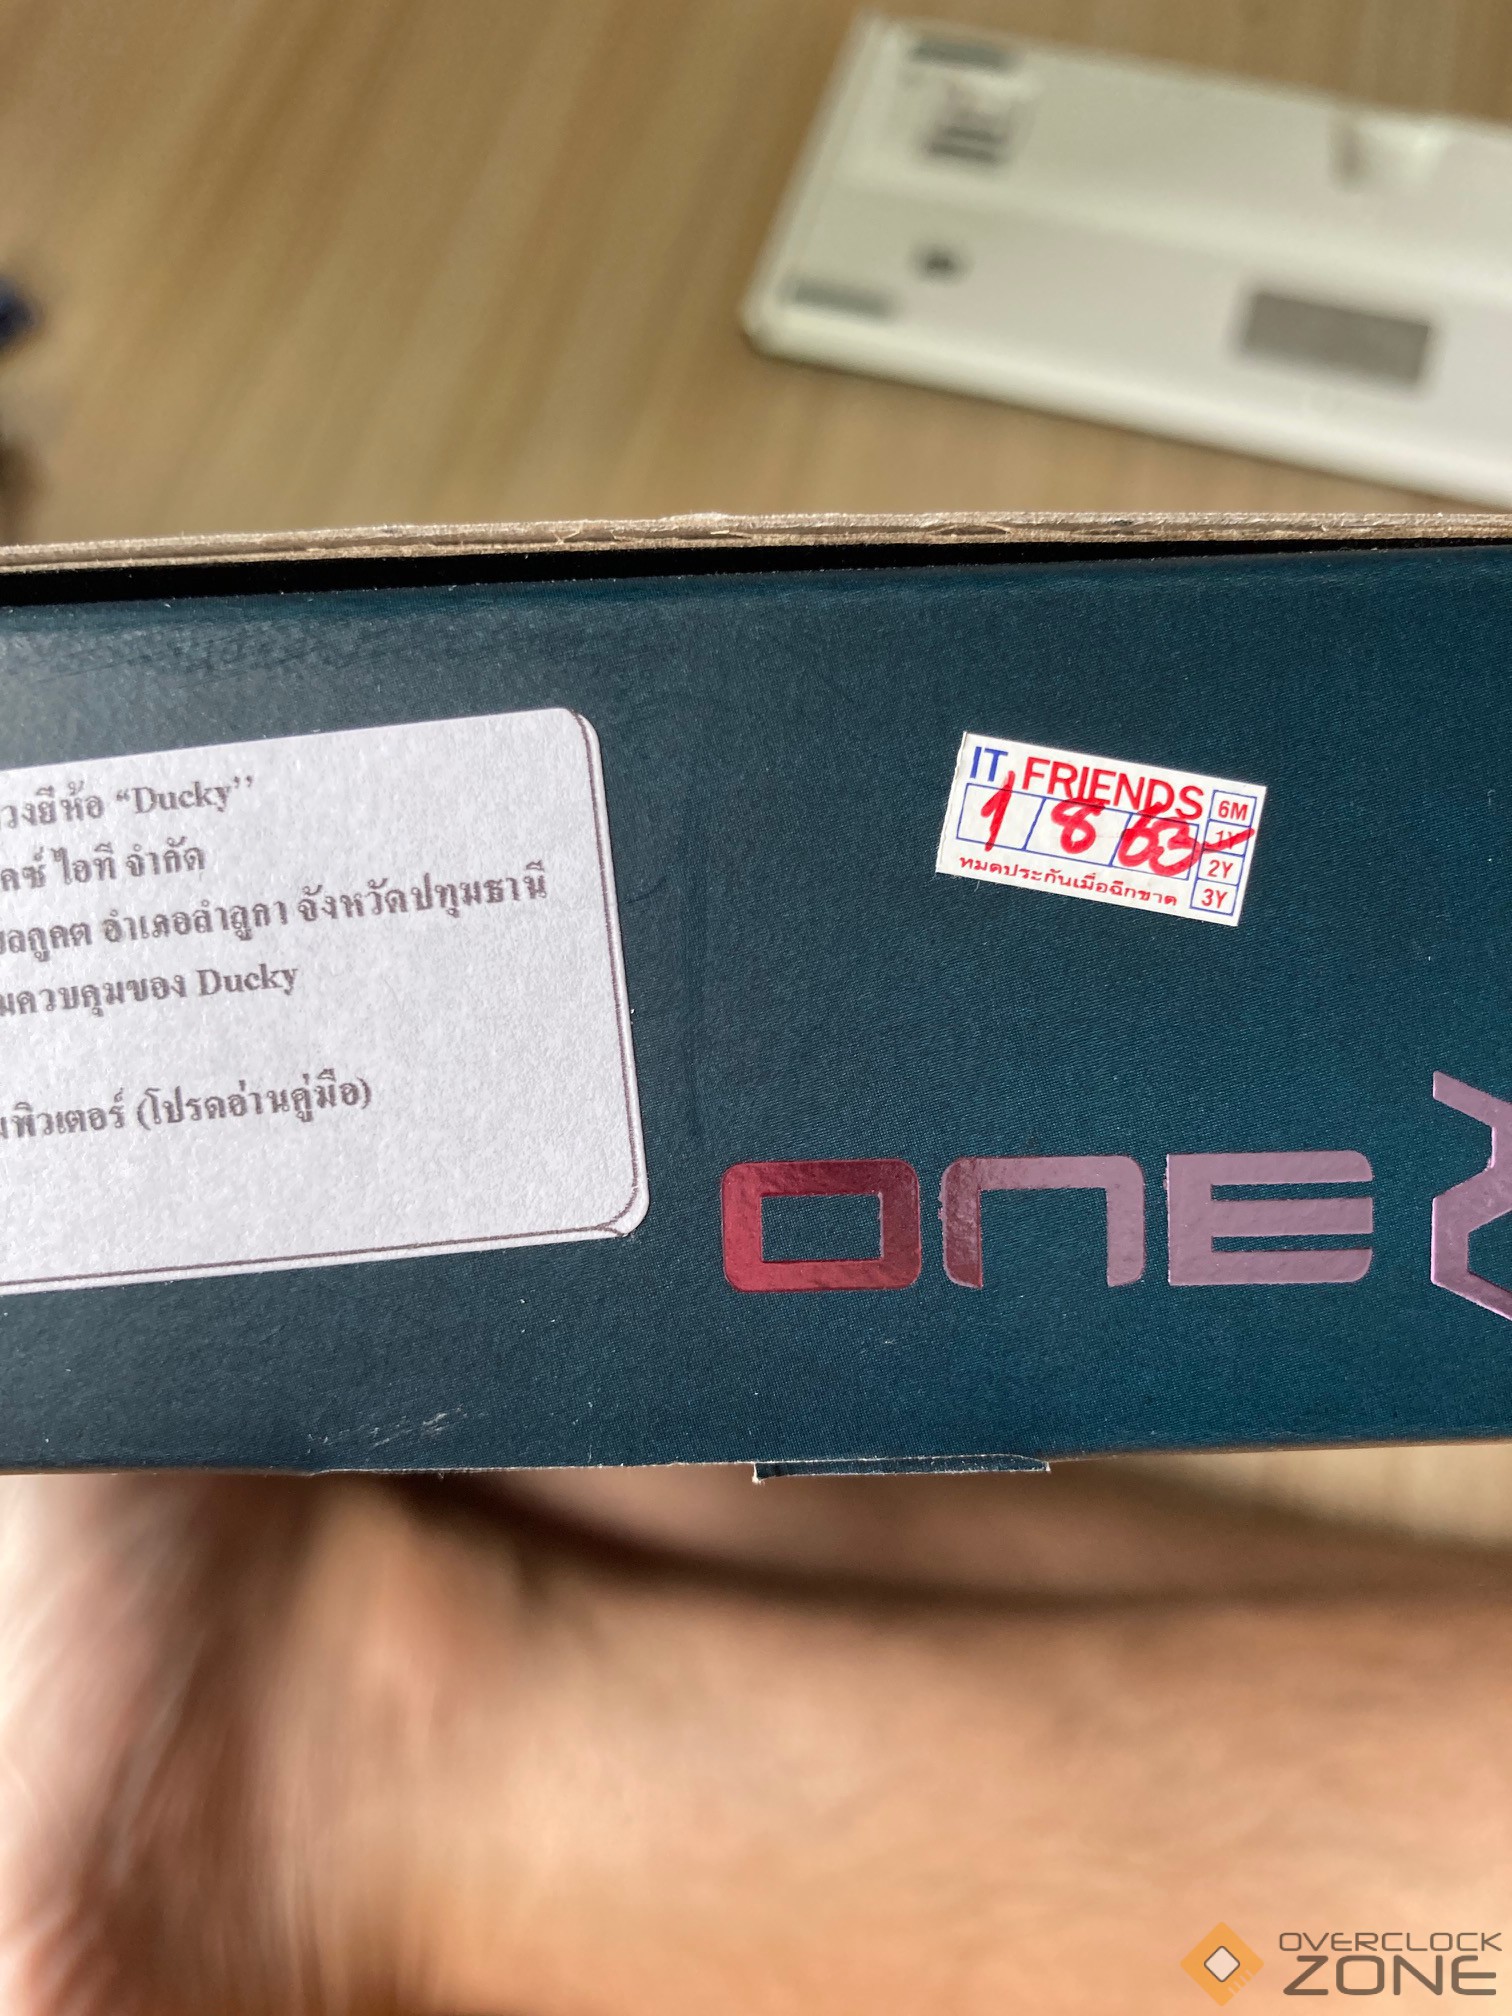 วงยี่ห้อ “Ducky”
คซ์ ไอที จำกัด
ลคูคต อำเภอลำลูกา จังหวัดปทุมธานี
มควบคุมของ Ducky
มพิวเตอร์ (โปรดอ่านคู่มือ)
IT FRIENDS
1 8 63
6M
1Y
2Y
3Y
หมดประกันเมื่อฉีกขาด
ONE
OVERCLOCK
ZONE